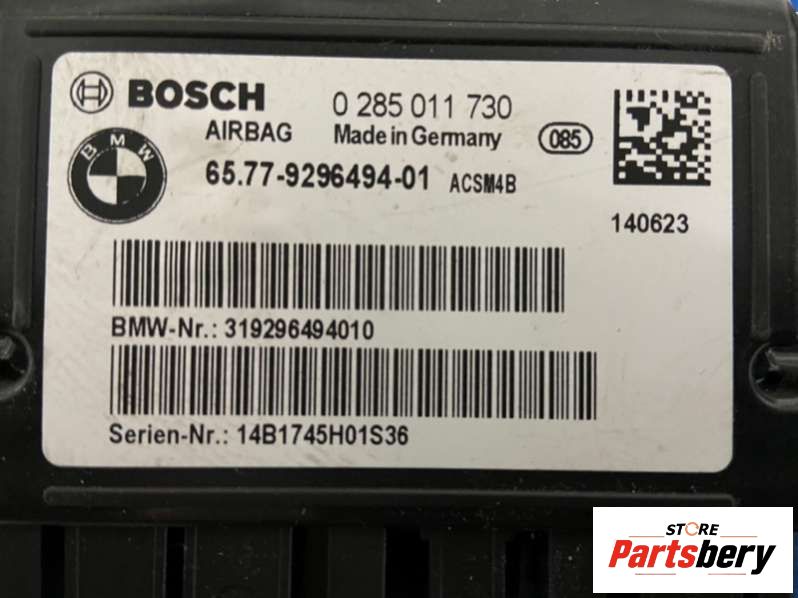 BOSCH 0 285 011 730
AIRBAG Made in Germany 085
BMW
65.77-9296494-01 ACSM4B
140623
BMW-Nr.: 319296494010
Serien-Nr.: 14B1745H01S36
STORE
Partsbery